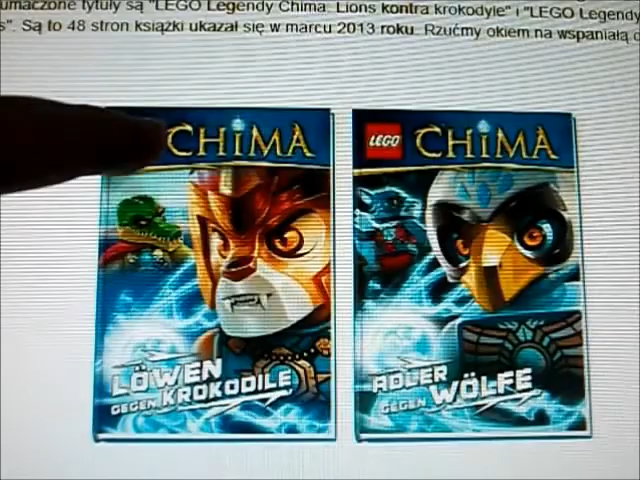 umaczone tytuły są "LEGO Legendy Chima. Lions kontra krokodyle" i "LEGO Legendy
s". Są to 48 stron książki ukazał się w marcu 2013 roku. Rzućmy okiem na wspaniałą
CHIMA
LÖWEN
GEGEN KROKODILE
LEGO
CHIMA
ADLER
GEGEN WÖLFE